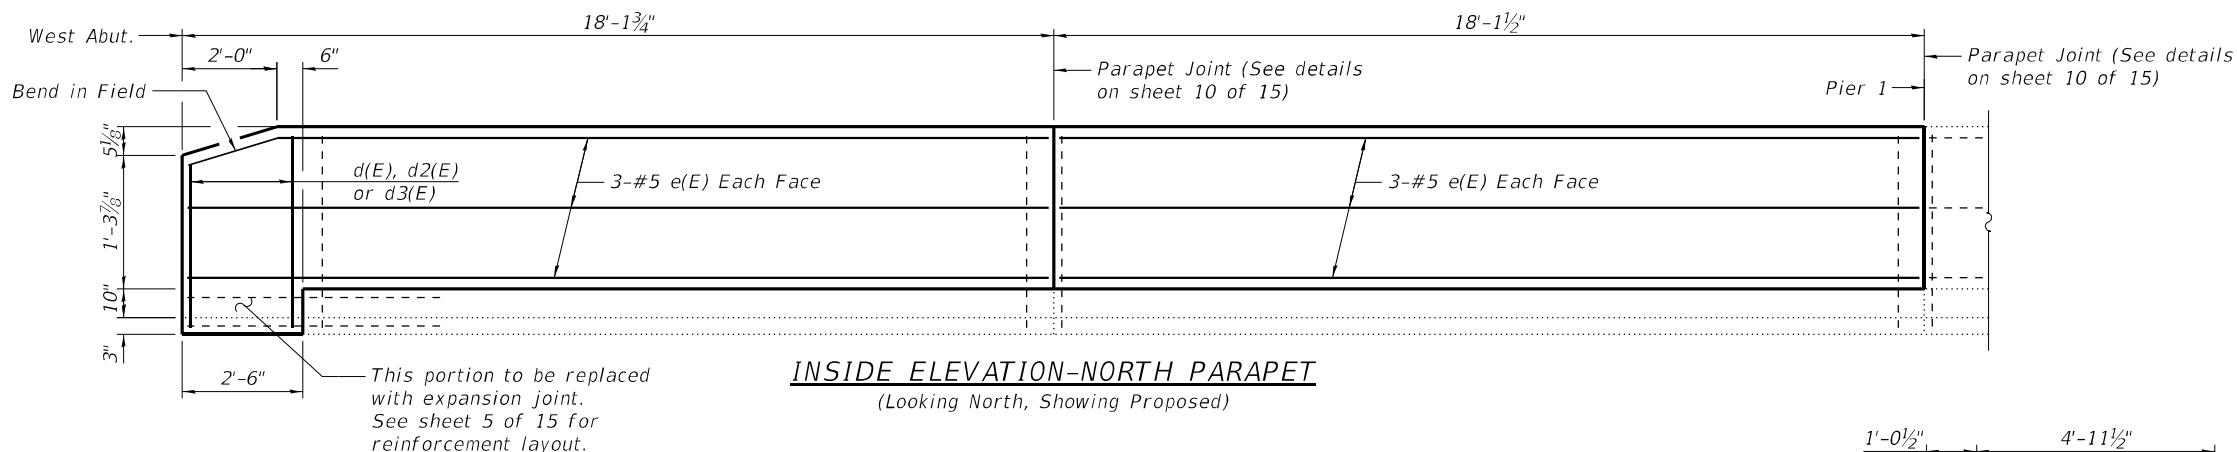 18'-1¾"
18'-1½"
West Abut.
2'-0"
6"
Parapet Joint (See details
on sheet 10 of 15)
Parapet Joint (See details
on sheet 10 of 15)
Pier 1
Bend in Field
5⅛"
d(E), d2(E)
or d3(E)
3-#5 e(E) Each Face
3-#5 e(E) Each Face
1'-3⅞"
10"
3"
2'-6"
This portion to be replaced
with expansion joint.
See sheet 5 of 15 for
reinforcement layout.
INSIDE ELEVATION-NORTH PARAPET
(Looking North, Showing Proposed)
1'-0½"
4'-11½"